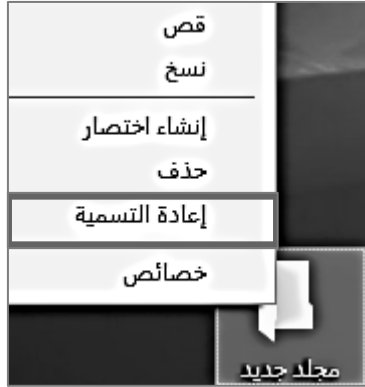 قص
نسخ
إنشاء اختصار
حذف
إعادة التسمية
خصائص
مجلد جديد